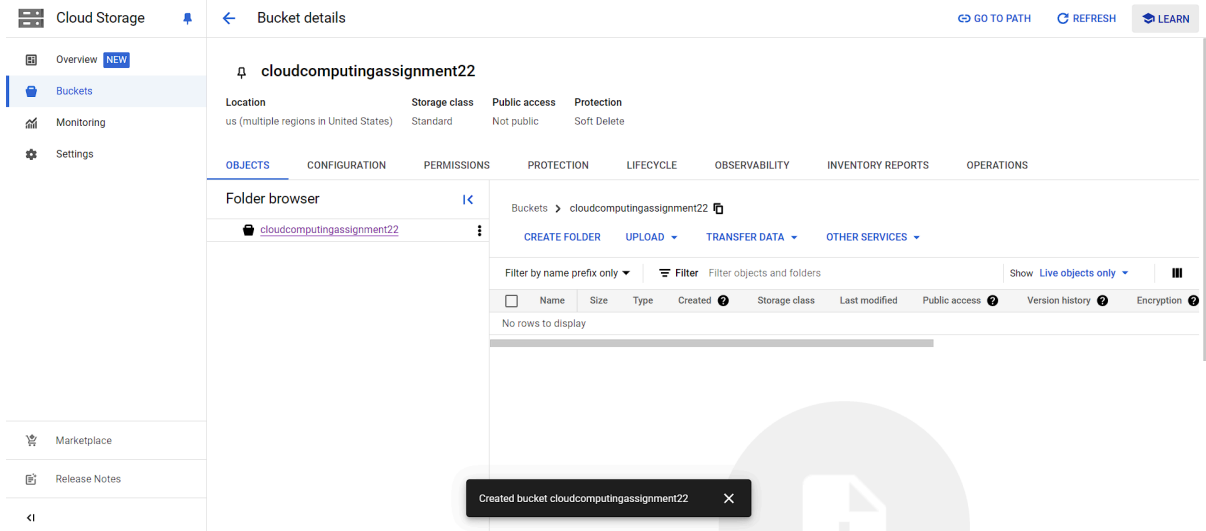 Cloud Storage
Bucket details
GO TO PATH
REFRESH
LEARN
Overview NEW
Buckets
Monitoring
Settings
Marketplace
Release Notes
cloudcomputingassignment22
Location Storage class Public access Protection
us (multiple regions in United States) Standard Not public Soft Delete
OBJECTS CONFIGURATION PERMISSIONS PROTECTION LIFECYCLE OBSERVABILITY INVENTORY REPORTS OPERATIONS
Folder browser
cloudcomputingassignment22
Buckets > cloudcomputingassignment22
CREATE FOLDER UPLOAD TRANSFER DATA OTHER SERVICES
Filter by name prefix only Filter Filter objects and folders Show Live objects only
Name Size Type Created ? Storage class Last modified Public access ? Version history ? Encryption ?
No rows to display
Created bucket cloudcomputingassignment22